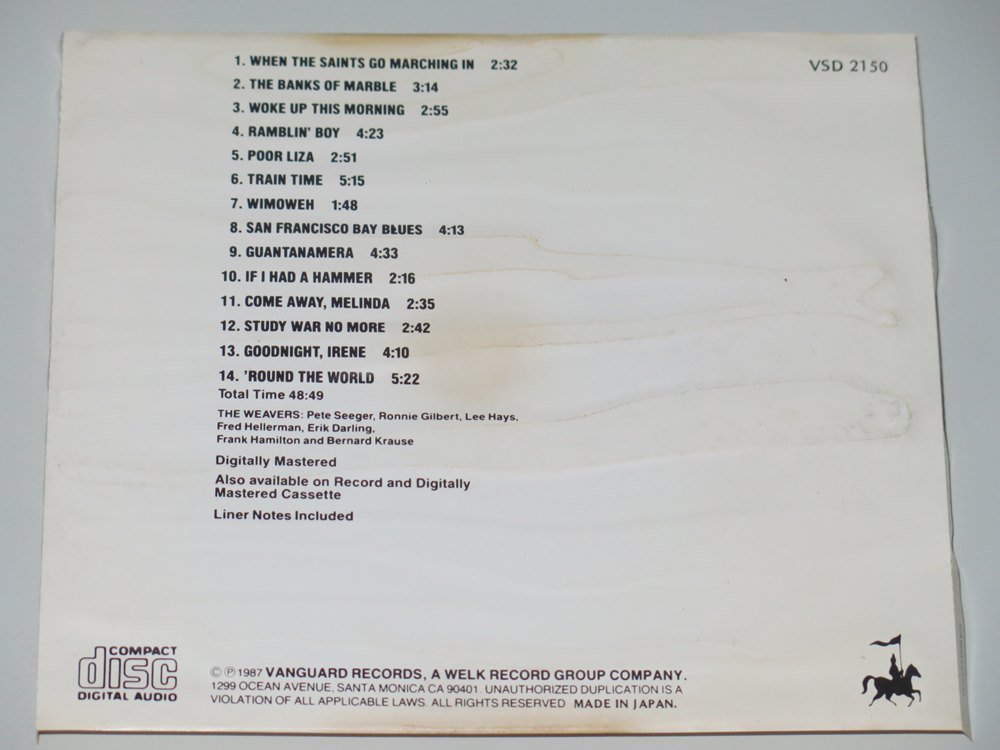 1. WHEN THE SAINTS GO MARCHING IN 2:32
VSD 2150
2. THE BANKS OF MARBLE 3:14
3. WOKE UP THIS MORNING 2:55
4. RAMBLIN' BOY 4:23
5. POOR LIZA 2:51
6. TRAIN TIME 5:15
7. WIMOWEH 1:48
8. SAN FRANCISCO BAY BLUES 4:13
9. GUANTANAMERA 4:33
10. IF I HAD A HAMMER 2:16
11. COME AWAY, MELINDA 2:35
12. STUDY WAR NO MORE 2:42
13. GOODNIGHT, IRENE 4:10
14. 'ROUND THE WORLD 5:22
Total Time 48:49
THE WEAVERS: Pete Seeger, Ronnie Gilbert, Lee Hays,
Fred Hellerman, Erik Darling,
Frank Hamilton and Bernard Krause
Digitally Mastered
Also available on Record and Digitally
Mastered Cassette
Liner Notes Included
COMPACT
disc
DIGITAL AUDIO
© ℗ 1987 VANGUARD RECORDS, A WELK RECORD GROUP COMPANY.
1299 OCEAN AVENUE, SANTA MONICA CA 90401. UNAUTHORIZED DUPLICATION IS A
VIOLATION OF ALL APPLICABLE LAWS. ALL RIGHTS RESERVED MADE IN JAPAN.